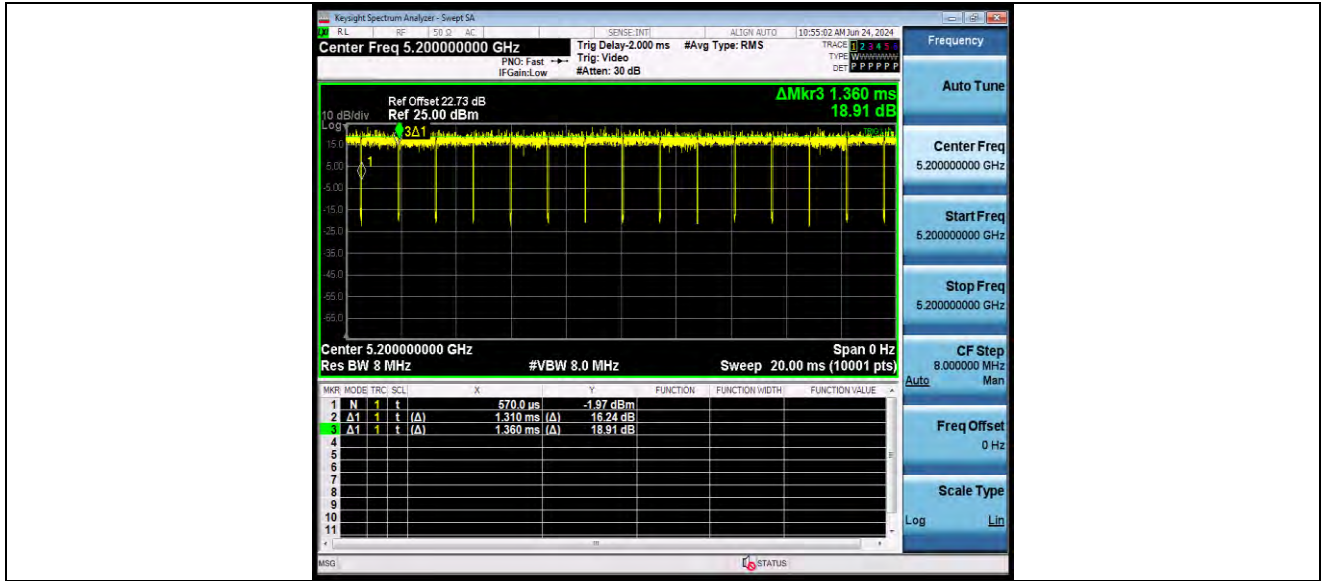 Keysight Spectrum Analyzer - Swept SA
RL RF 50 Ω AC SENSE:INT ALIGN AUTO 10:55:02 AM Jun 24, 2024
Center Freq 5.200000000 GHz
Trig Delay-2.000 ms #Avg Type: RMS
TRACE 1 2 3 4 5 6
PNO: Fast Trig: Video
TYPE WWWWWW
IFGain:Low #Atten: 30 dB
DET P P P P P P
Frequency
Auto Tune
ΔMkr3 1.360 ms
18.91 dB
Ref Offset 22.73 dB
10 dB/div Ref 25.00 dBm
Log
3Δ1
15.0
1
5.00
-5.00
-15.0
-25.0
-35.0
-45.0
-55.0
-65.0
Center Freq
5.200000000 GHz
Start Freq
5.200000000 GHz
Stop Freq
5.200000000 GHz
Center 5.200000000 GHz Span 0 Hz
Res BW 8 MHz #VBW 8.0 MHz Sweep 20.00 ms (10001 pts)
CF Step
8.000000 MHz
Auto Man
MKR MODE TRC SCL X Y FUNCTION FUNCTION WIDTH FUNCTION VALUE
1 N 1 t 570.0 µs -1.97 dBm
2 Δ1 1 t (Δ) 1.310 ms (Δ) 16.24 dB
3 Δ1 1 t (Δ) 1.360 ms (Δ) 18.91 dB
4
5
6
7
8
9
10
11
Freq Offset
0 Hz
Scale Type
Log Lin
MSG STATUS